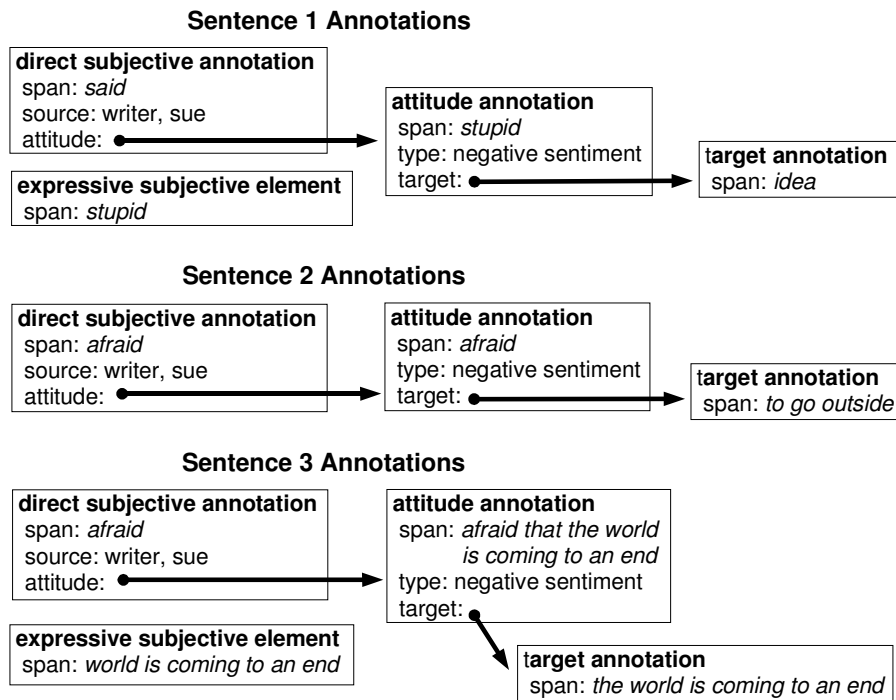 Sentence 1 Annotations
direct subjective annotation
span: said
source: writer, sue
attitude:
expressive subjective element
span: stupid
attitude annotation
span: stupid
type: negative sentiment
target:
target annotation
span: idea
Sentence 2 Annotations
direct subjective annotation
span: afraid
source: writer, sue
attitude:
attitude annotation
span: afraid
type: negative sentiment
target:
target annotation
span: to go outside
Sentence 3 Annotations
direct subjective annotation
span: afraid
source: writer, sue
attitude:
expressive subjective element
span: world is coming to an end
attitude annotation
span: afraid that the world
is coming to an end
type: negative sentiment
target:
target annotation
span: the world is coming to an end